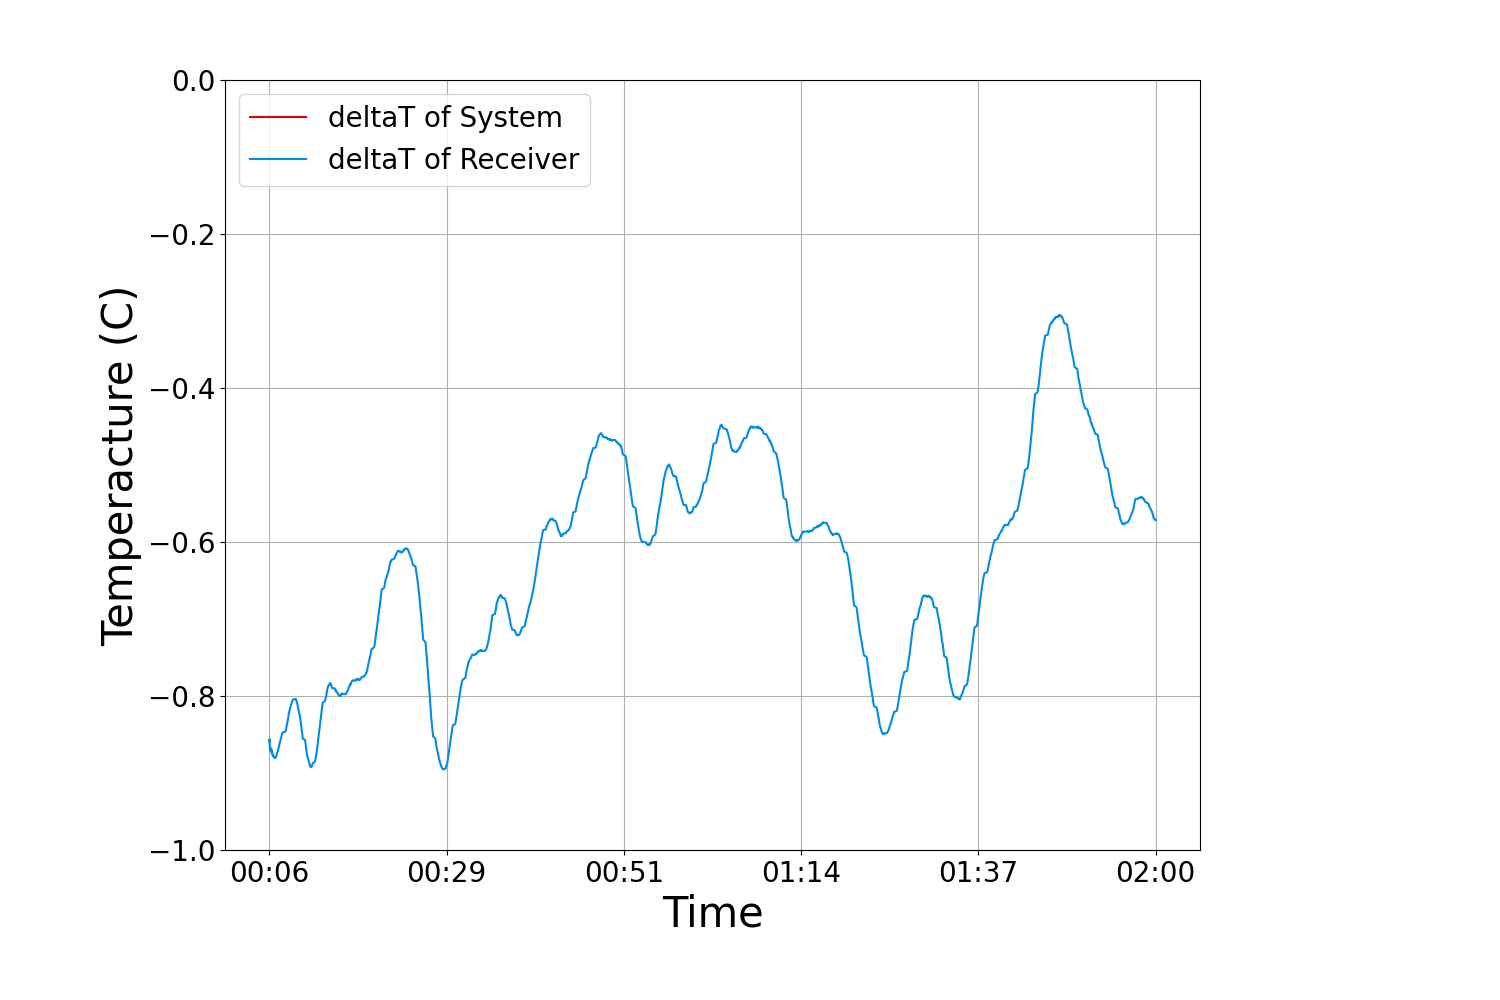 0.0
−0.2
−0.4
−0.6
−0.8
−1.0
Temperacture (C)
deltaT of System
deltaT of Receiver
00:06 00:29 00:51 01:14 01:37 02:00
Time